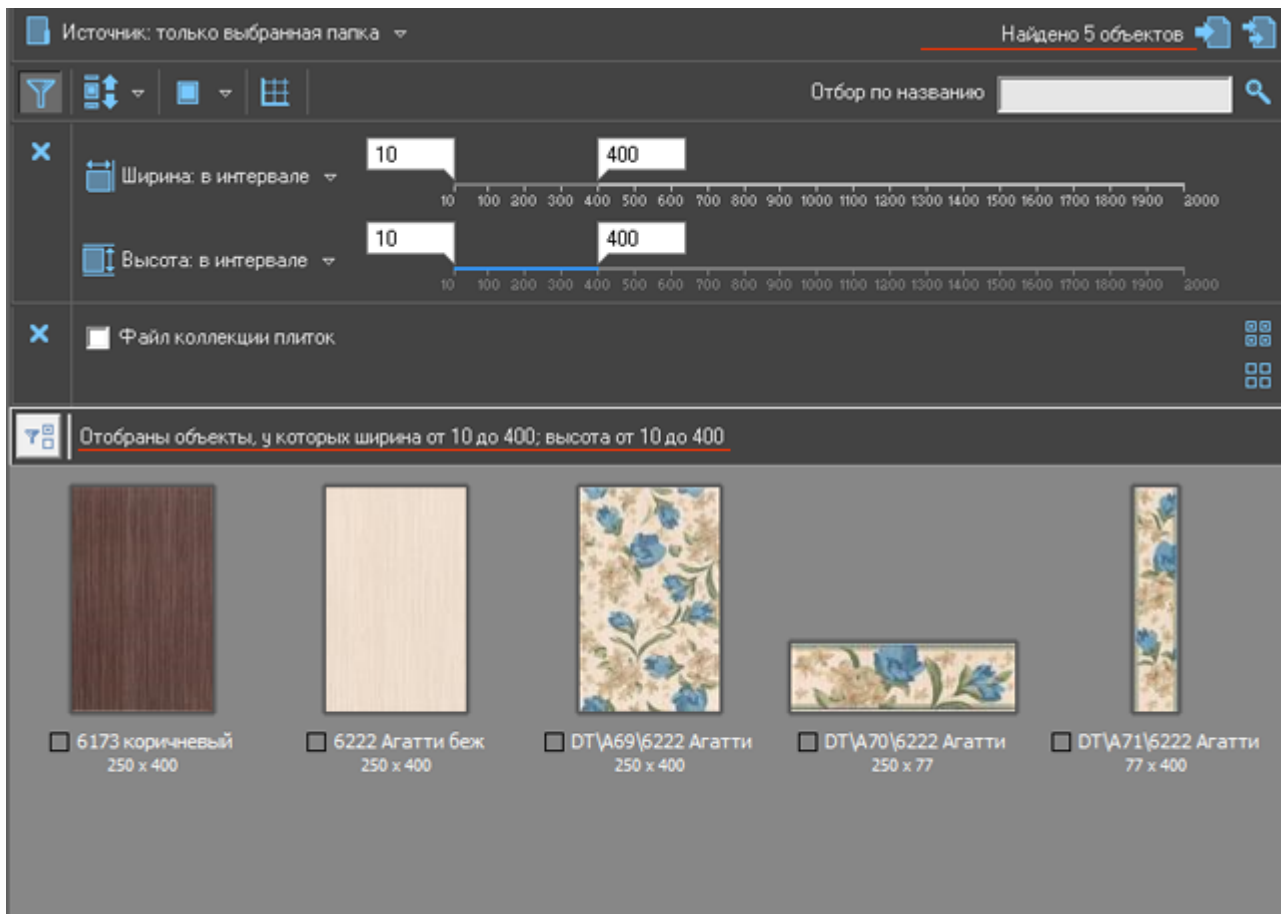 Источник: только выбранная папка
Найдено 5 объектов
Отбор по названию
Ширина: в интервале
10
400
10 100 200 300 400 500 600 700 800 900 1000 1100 1200 1300 1400 1500 1600 1700 1800 1900 2000
Высота: в интервале
10
400
10 100 200 300 400 500 600 700 800 900 1000 1100 1200 1300 1400 1500 1600 1700 1800 1900 2000
Файл коллекции плиток
Отобраны объекты, у которых ширина от 10 до 400; высота от 10 до 400
6173 коричневый
250 x 400
6222 Агатти беж
250 x 400
DT\A69\6222 Агатти
250 x 400
DT\A70\6222 Агатти
250 x 77
DT\A71\6222 Агатти
77 x 400